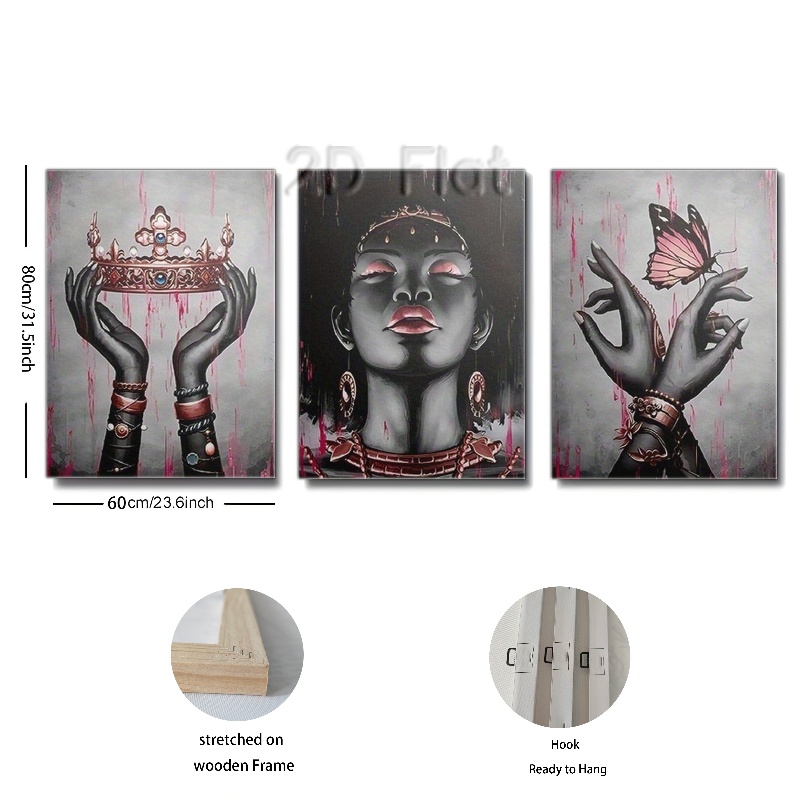 2D Flat
80cm/31.5inch
60cm/23.6inch
stretched on
wooden Frame
Hook
Ready to Hang